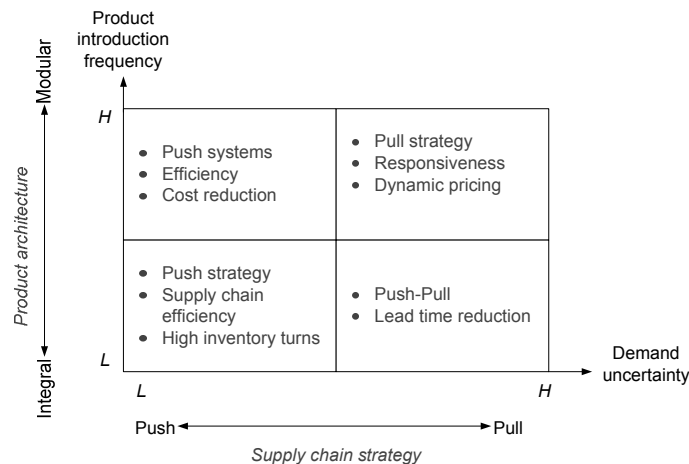 Product
introduction
frequency
Modular
Product architecture
Integral
H
L
• Push systems
• Efficiency
• Cost reduction
• Pull strategy
• Responsiveness
• Dynamic pricing
• Push strategy
• Supply chain
efficiency
• High inventory turns
• Push-Pull
• Lead time reduction
Demand
uncertainty
L
H
Push
Pull
Supply chain strategy